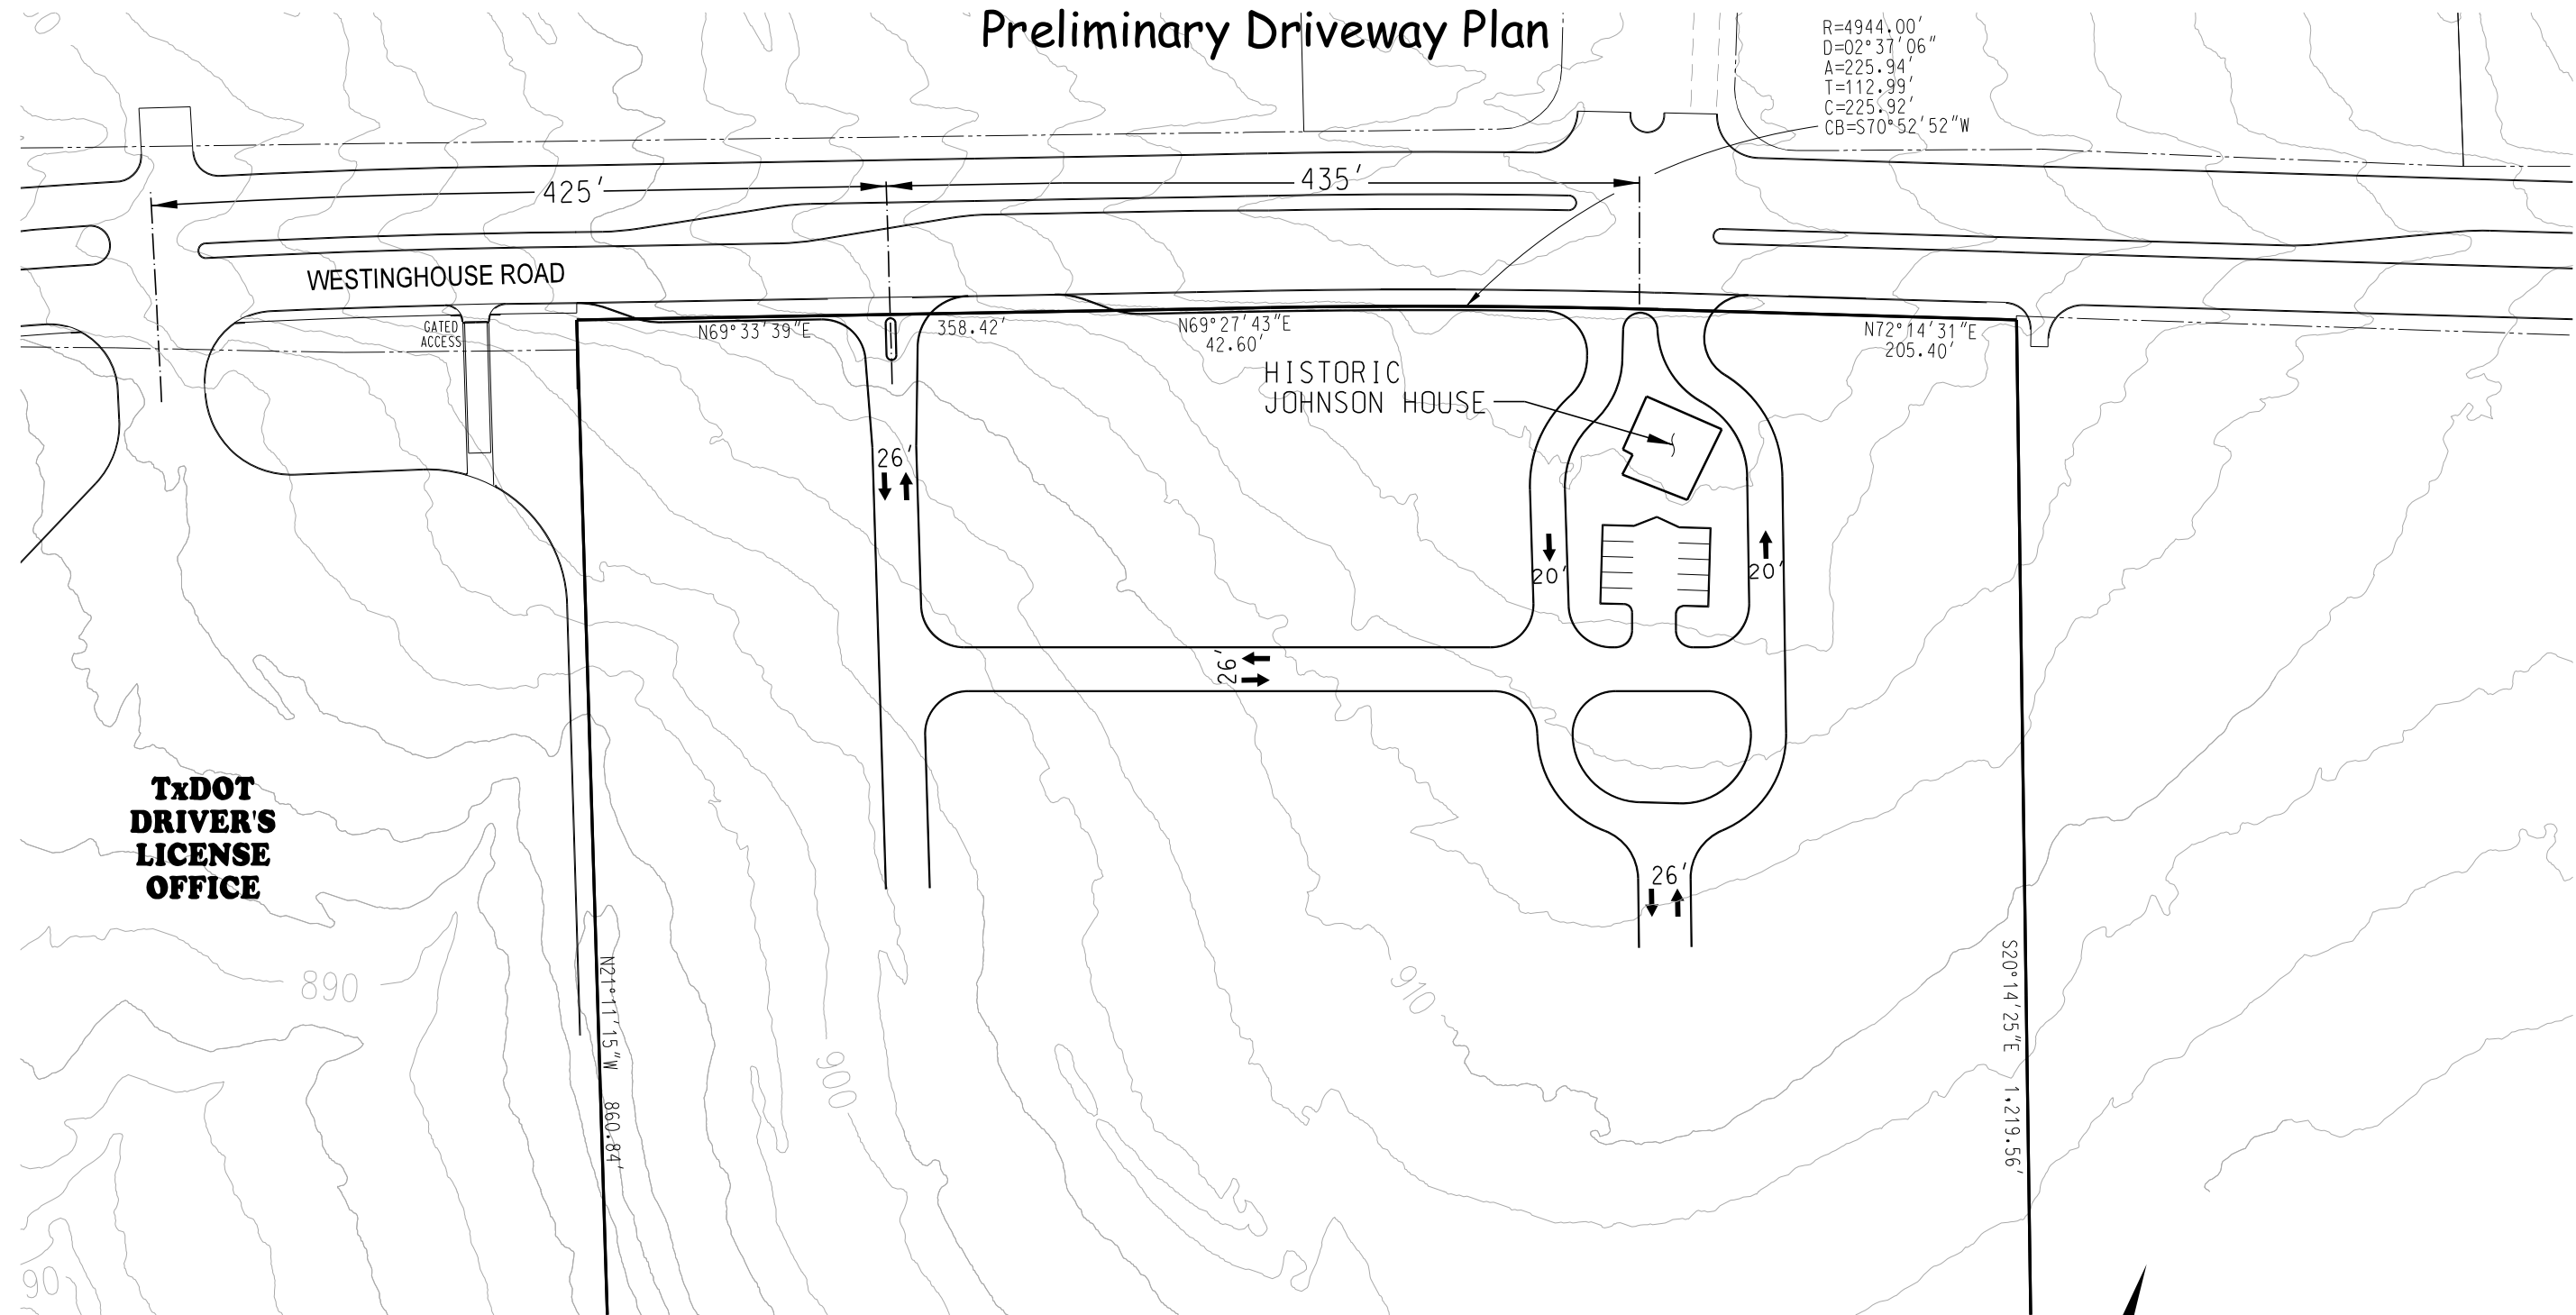 Preliminary Driveway Plan
R=4944.00'
D=02°37'06"
A=225.94'
T=112.99'
C=225.92'
CB=S70°52'52"W
425'
435'
WESTINGHOUSE ROAD
GATED
ACCESS
N69°33'39"E
358.42'
N69°27'43"E
42.60'
N72°14'31"E
205.40'
HISTORIC
JOHNSON HOUSE
26'
20'
20'
26'
26'
TxDOT
DRIVER'S
LICENSE
OFFICE
890
900
910
N21°11'15"W 860.84'
S20°14'25"E 1,219.56'
90